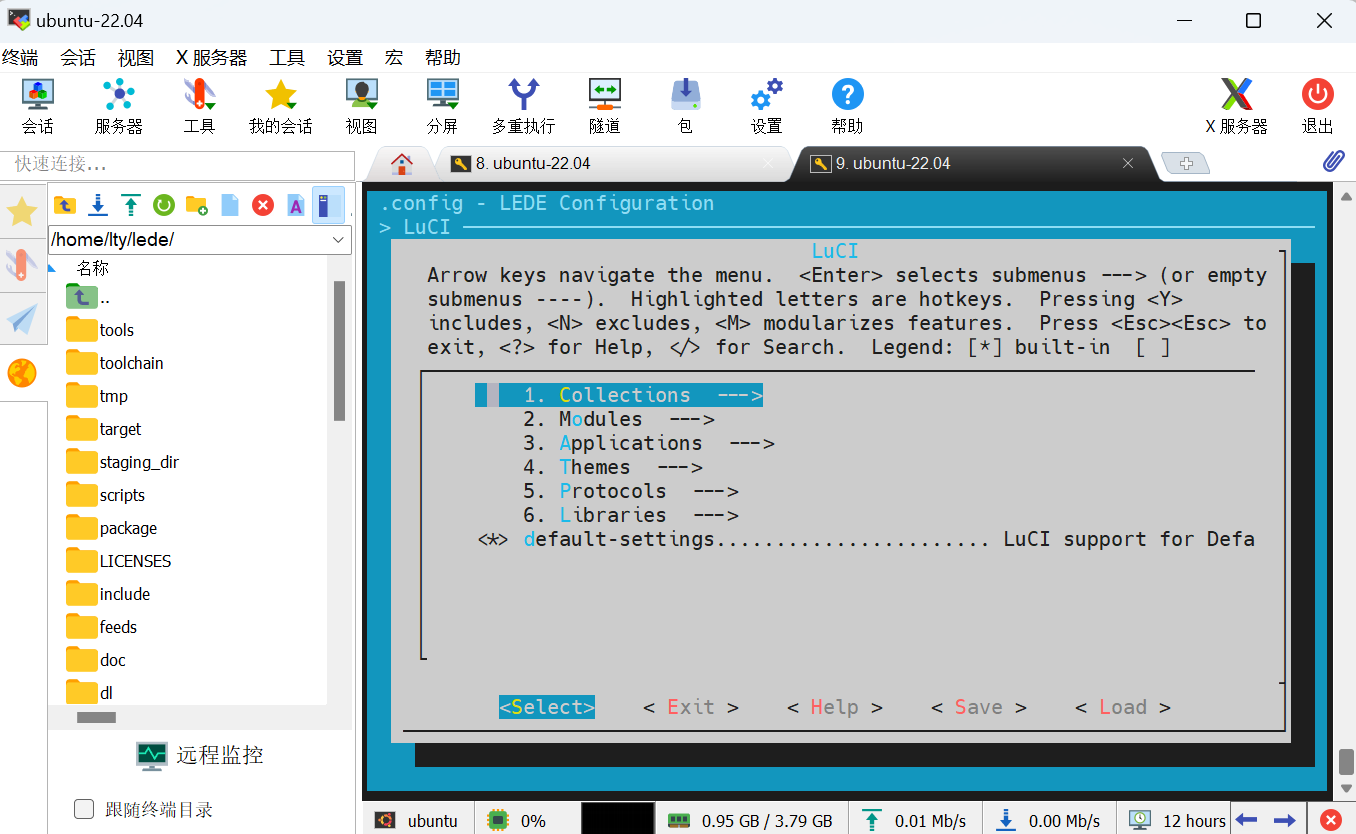 ubuntu-22.04
终端 会话 视图 X 服务器 工具 设置 宏 帮助
会话 服务器 工具 我的会话 视图 分屏 多重执行 隧道 包 设置 帮助 X 服务器 退出
快速连接...
8. ubuntu-22.04
9. ubuntu-22.04
/home/lty/lede/
名称
..
tools
toolchain
tmp
target
staging_dir
scripts
package
LICENSES
include
feeds
doc
dl
远程监控
跟随终端目录
.config - LEDE Configuration
> LuCI
LuCI
Arrow keys navigate the menu.  <Enter> selects submenus ---> (or empty
submenus ----).  Highlighted letters are hotkeys.  Pressing <Y>
includes, <N> excludes, <M> modularizes features.  Press <Esc><Esc> to
exit, <?> for Help, </> for Search.  Legend: [*] built-in  [ ]
1. Collections  --->
2. Modules  --->
3. Applications  --->
4. Themes  --->
5. Protocols  --->
6. Libraries  --->
<*> default-settings....................... LuCI support for Defa
<Select>    < Exit >    < Help >    < Save >    < Load >
ubuntu 0% 0.95 GB / 3.79 GB 0.01 Mb/s 0.00 Mb/s 12 hours